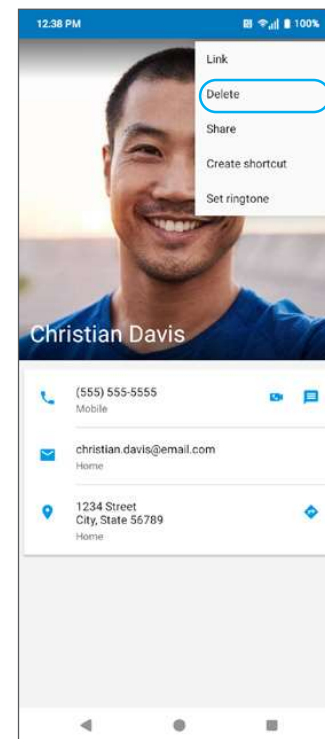 12.38 PM
100%
Link
Delete
Share
Create shortcut
Set ringtone
Christian Davis
(555) 555-5555
Mobile
christian.davis@email.com
Home
1234 Street
City, State 56789
Home